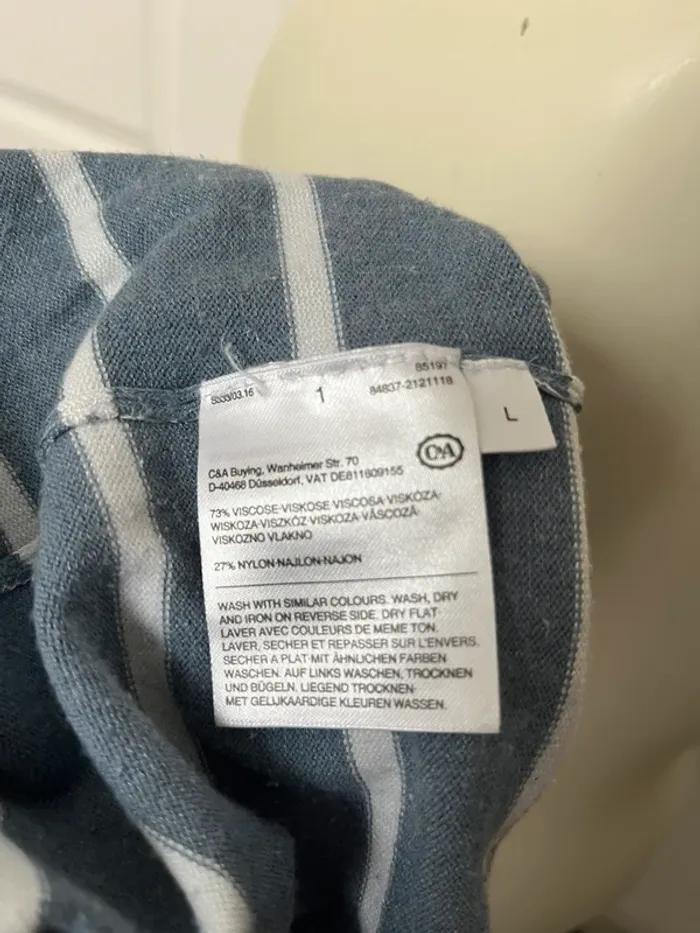 85197
S533/03.16
1
84837-2121118
L
C&A
C&A Buying, Wanheimer Str. 70
D-40468 Düsseldorf, VAT DE811809155
73% VISCOSE-VISKOSE-VISCOSA-VISKÓZA-
WISKOZA-VISZKÓZ-VISKOZA-VÂSCOZĂ-
VISKOZNO VLAKNO
27% NYLON-NAJLON-NAJON
WASH WITH SIMILAR COLOURS. WASH, DRY
AND IRON ON REVERSE SIDE. DRY FLAT·
LAVER AVEC COULEURS DE MEME TON.
LAVER, SECHER ET REPASSER SUR L'ENVERS.
SECHER A PLAT·MIT ÄHNLICHEN FARBEN
WASCHEN. AUF LINKS WASCHEN, TROCKNEN
UND BÜGELN. LIEGEND TROCKNEN·
MET GELIJKAARDIGE KLEUREN WASSEN.